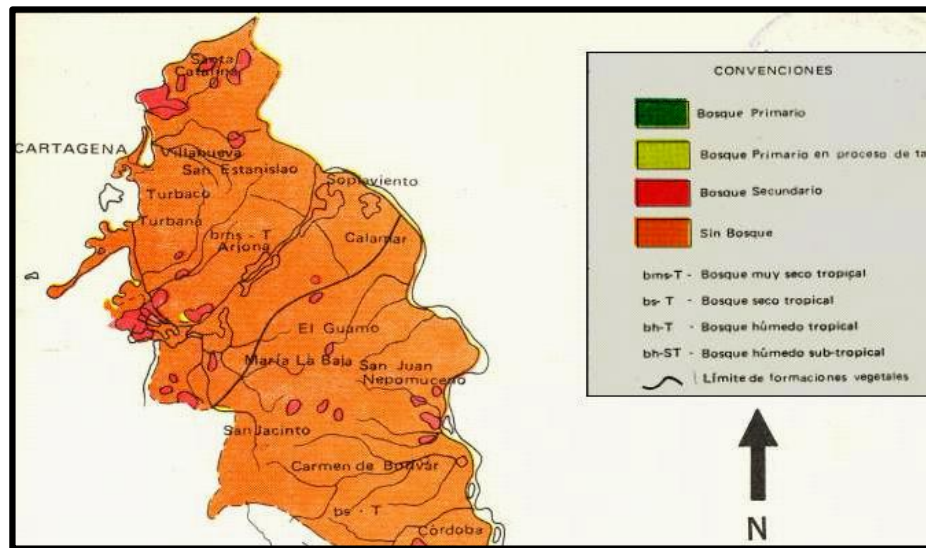 Santa
Catalina
CARTAGENA
Villanueva
San Estanislao
Soplaviento
Turbaco
Turbana
bms - T
Arjona
Calamar
El Guamo
María La Baja
San Juan
Nepomuceno
San Jacinto
Carmen de Bolívar
bs - T
Córdoba
CONVENCIONES
Bosque Primario
Bosque Primario en proceso de ta
Bosque Secundario
Sin Bosque
bms-T - Bosque muy seco tropical
bs-T - Bosque seco tropical
bh-T - Bosque húmedo tropical
bh-ST - Bosque húmedo sub-tropical
Límite de formaciones vegetales
N